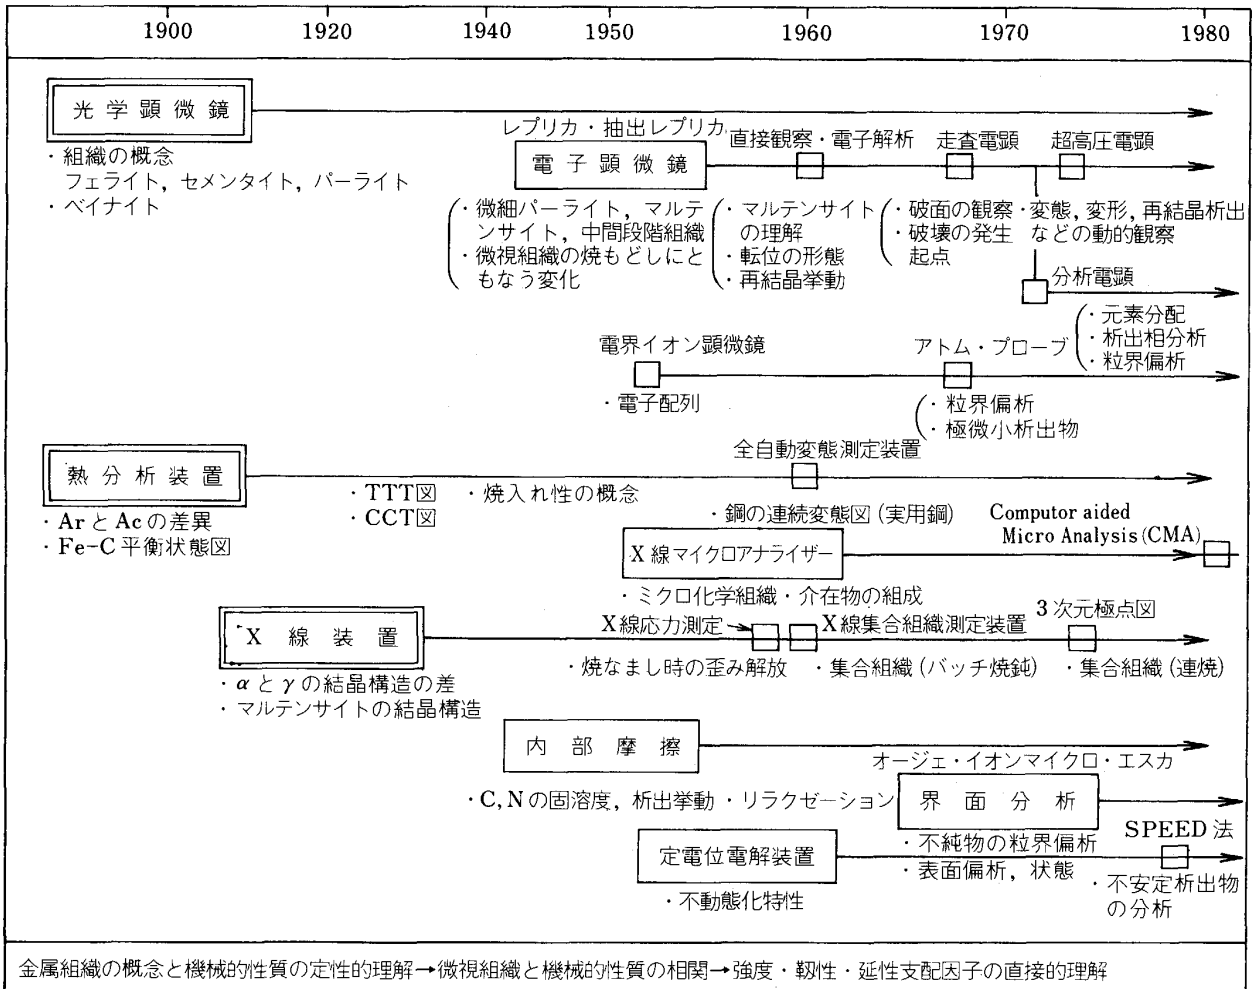 1900 1920 1940 1950 1960 1970 1980
光学顕微鏡
・組織の概念
フェライト，セメンタイト，パーライト
・ベイナイト
レプリカ・抽出レプリカ
電子顕微鏡
・微細パーライト，マルテ
ンサイト，中間段階組織
・微視組織の焼もどしにと
もなう変化
直接観察・電子解析
・マルテンサイト
の理解
・転位の形態
・再結晶挙動
走査電顕
・破面の観察
・破壊の発生
起点
超高圧電顕
・変態，変形，再結晶析出
などの動的観察
分析電顕
・元素分配
・析出相分析
・粒界偏析
電界イオン顕微鏡
・電子配列
アトム・プローブ
・粒界偏析
・極微小析出物
熱分析装置
・ArとAcの差異
・Fe-C平衡状態図
・TTT図
・CCT図
・焼入れ性の概念
全自動変態測定装置
・鋼の連続変態図(実用鋼)
X線マイクロアナライザー
・ミクロ化学組織・介在物の組成
Computor aided
Micro Analysis(CMA)
X線装置
・αとγの結晶構造の差
・マルテンサイトの結晶構造
X線応力測定
・焼なまし時の歪み解放
X線集合組織測定装置
・集合組織(バッチ焼鈍)
3次元極点図
・集合組織(連焼)
内部摩擦
・C,Nの固溶度，析出挙動・リラクゼーション
オージェ・イオンマイクロ・エスカ
界面分析
・不純物の粒界偏析
・表面偏析，状態
定電位電解装置
・不動態化特性
SPEED法
・不安定析出物
の分析
金属組織の概念と機械的性質の定性的理解→微視組織と機械的性質の相関→強度・靱性・延性支配因子の直接的理解